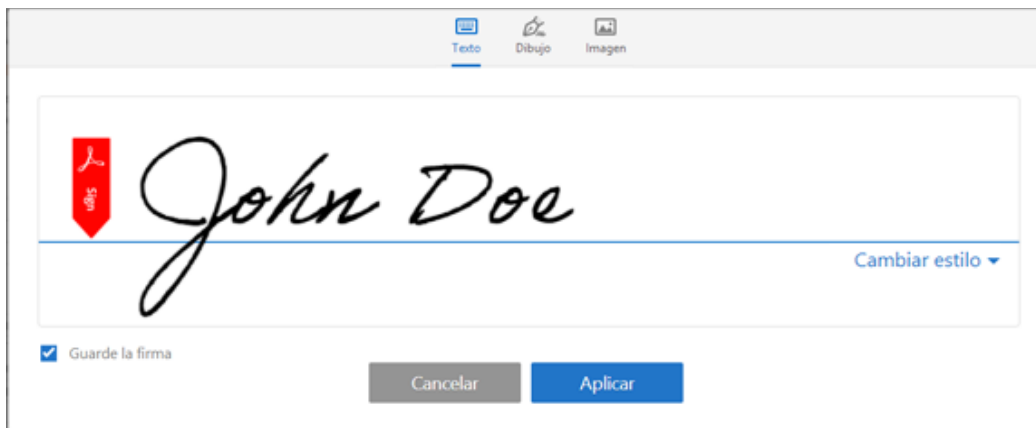 Texto Dibujo Imagen
Sign
John Doe
Cambiar estilo
Guarde la firma
Cancelar Aplicar